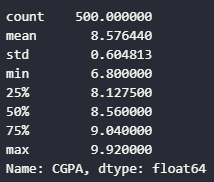 count    500.000000
mean       8.576440
std        0.604813
min        6.800000
25%        8.127500
50%        8.560000
75%        9.040000
max        9.920000
Name: CGPA, dtype: float64